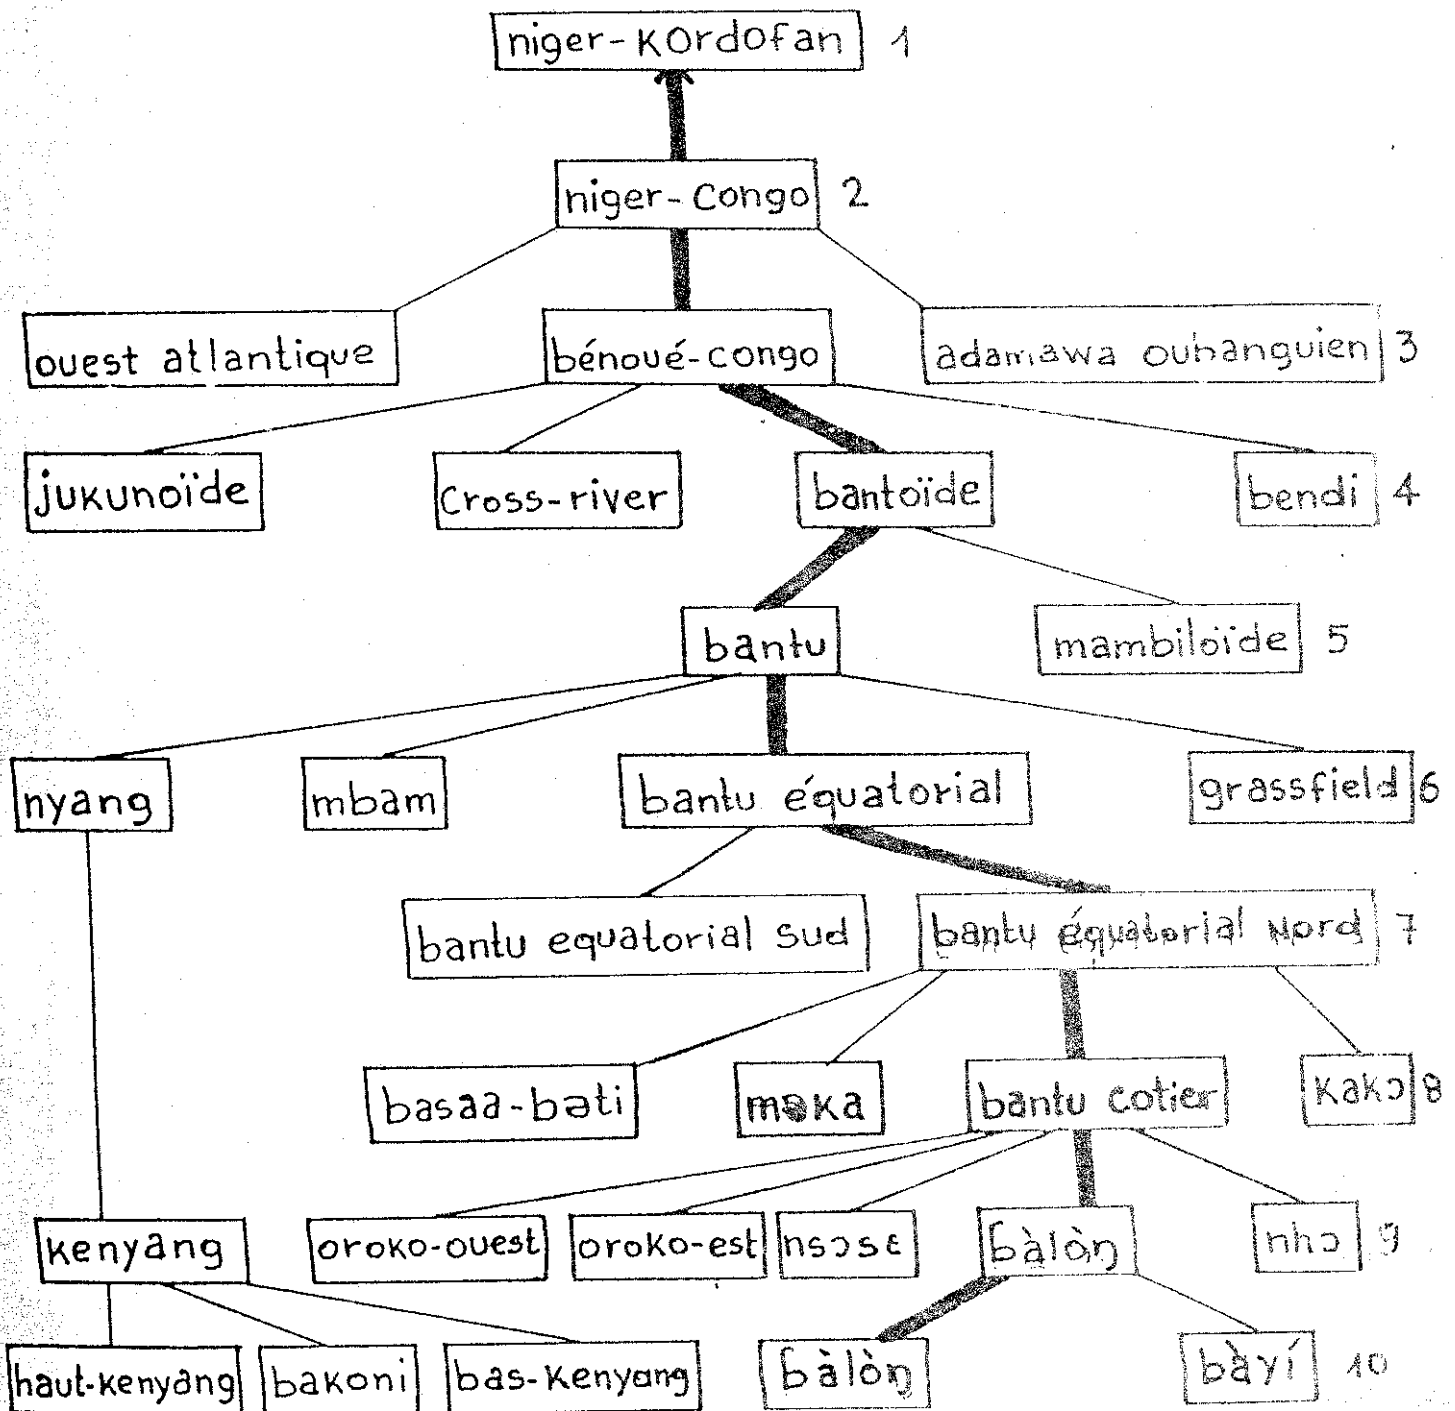 niger-KOrdofan 1
niger-Congo 2
ouest atlantique bénoué-congo adamawa oubanguien 3
jukunoïde Cross-river bantoïde bendi 4
bantu mambiloïde 5
nyang mbam bantu équatorial grassfield 6
bantu equatorial Sud bantu équatorial Nord 7
basaa-bəti məka bantu cotier kakɔ 8
kenyang oroko-ouest oroko-est nsɔsɛ ɓàlòŋ nhɔ 9
haut-kenyang bakoni bas-kenyang ɓàlòŋ bàyí 10